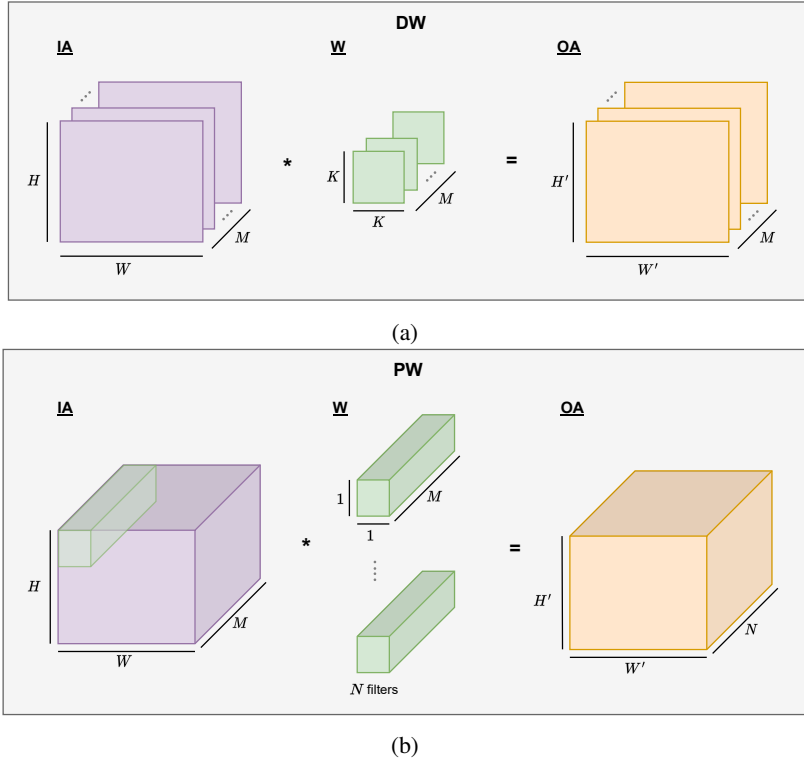 DW
IA W OA
H W M
*
K K M
=
H′ W′ M
(a)
PW
IA W OA
H W M
*
1 1 M
N filters
=
H′ W′ N
(b)